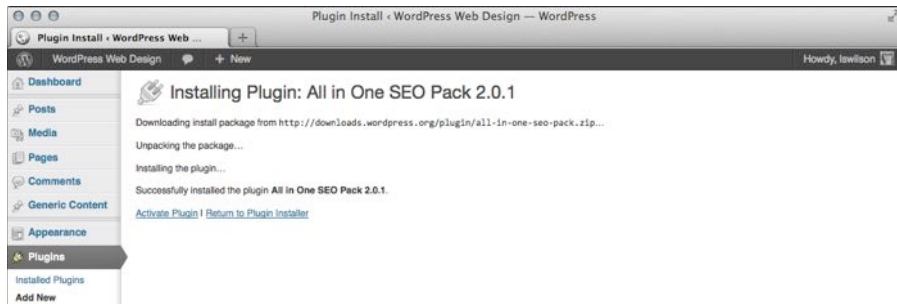 Plugin Install ‹ WordPress Web Design — WordPress
Plugin Install ‹ WordPress Web ...
+
WordPress Web Design
+ New
Howdy, lswilson
Dashboard
Posts
Media
Pages
Comments
Generic Content
Appearance
Plugins
Installed Plugins
Add New
Installing Plugin: All in One SEO Pack 2.0.1
Downloading install package from http://downloads.wordpress.org/plugin/all-in-one-seo-pack.zip…
Unpacking the package…
Installing the plugin…
Successfully installed the plugin All in One SEO Pack 2.0.1.
Activate Plugin | Return to Plugin Installer